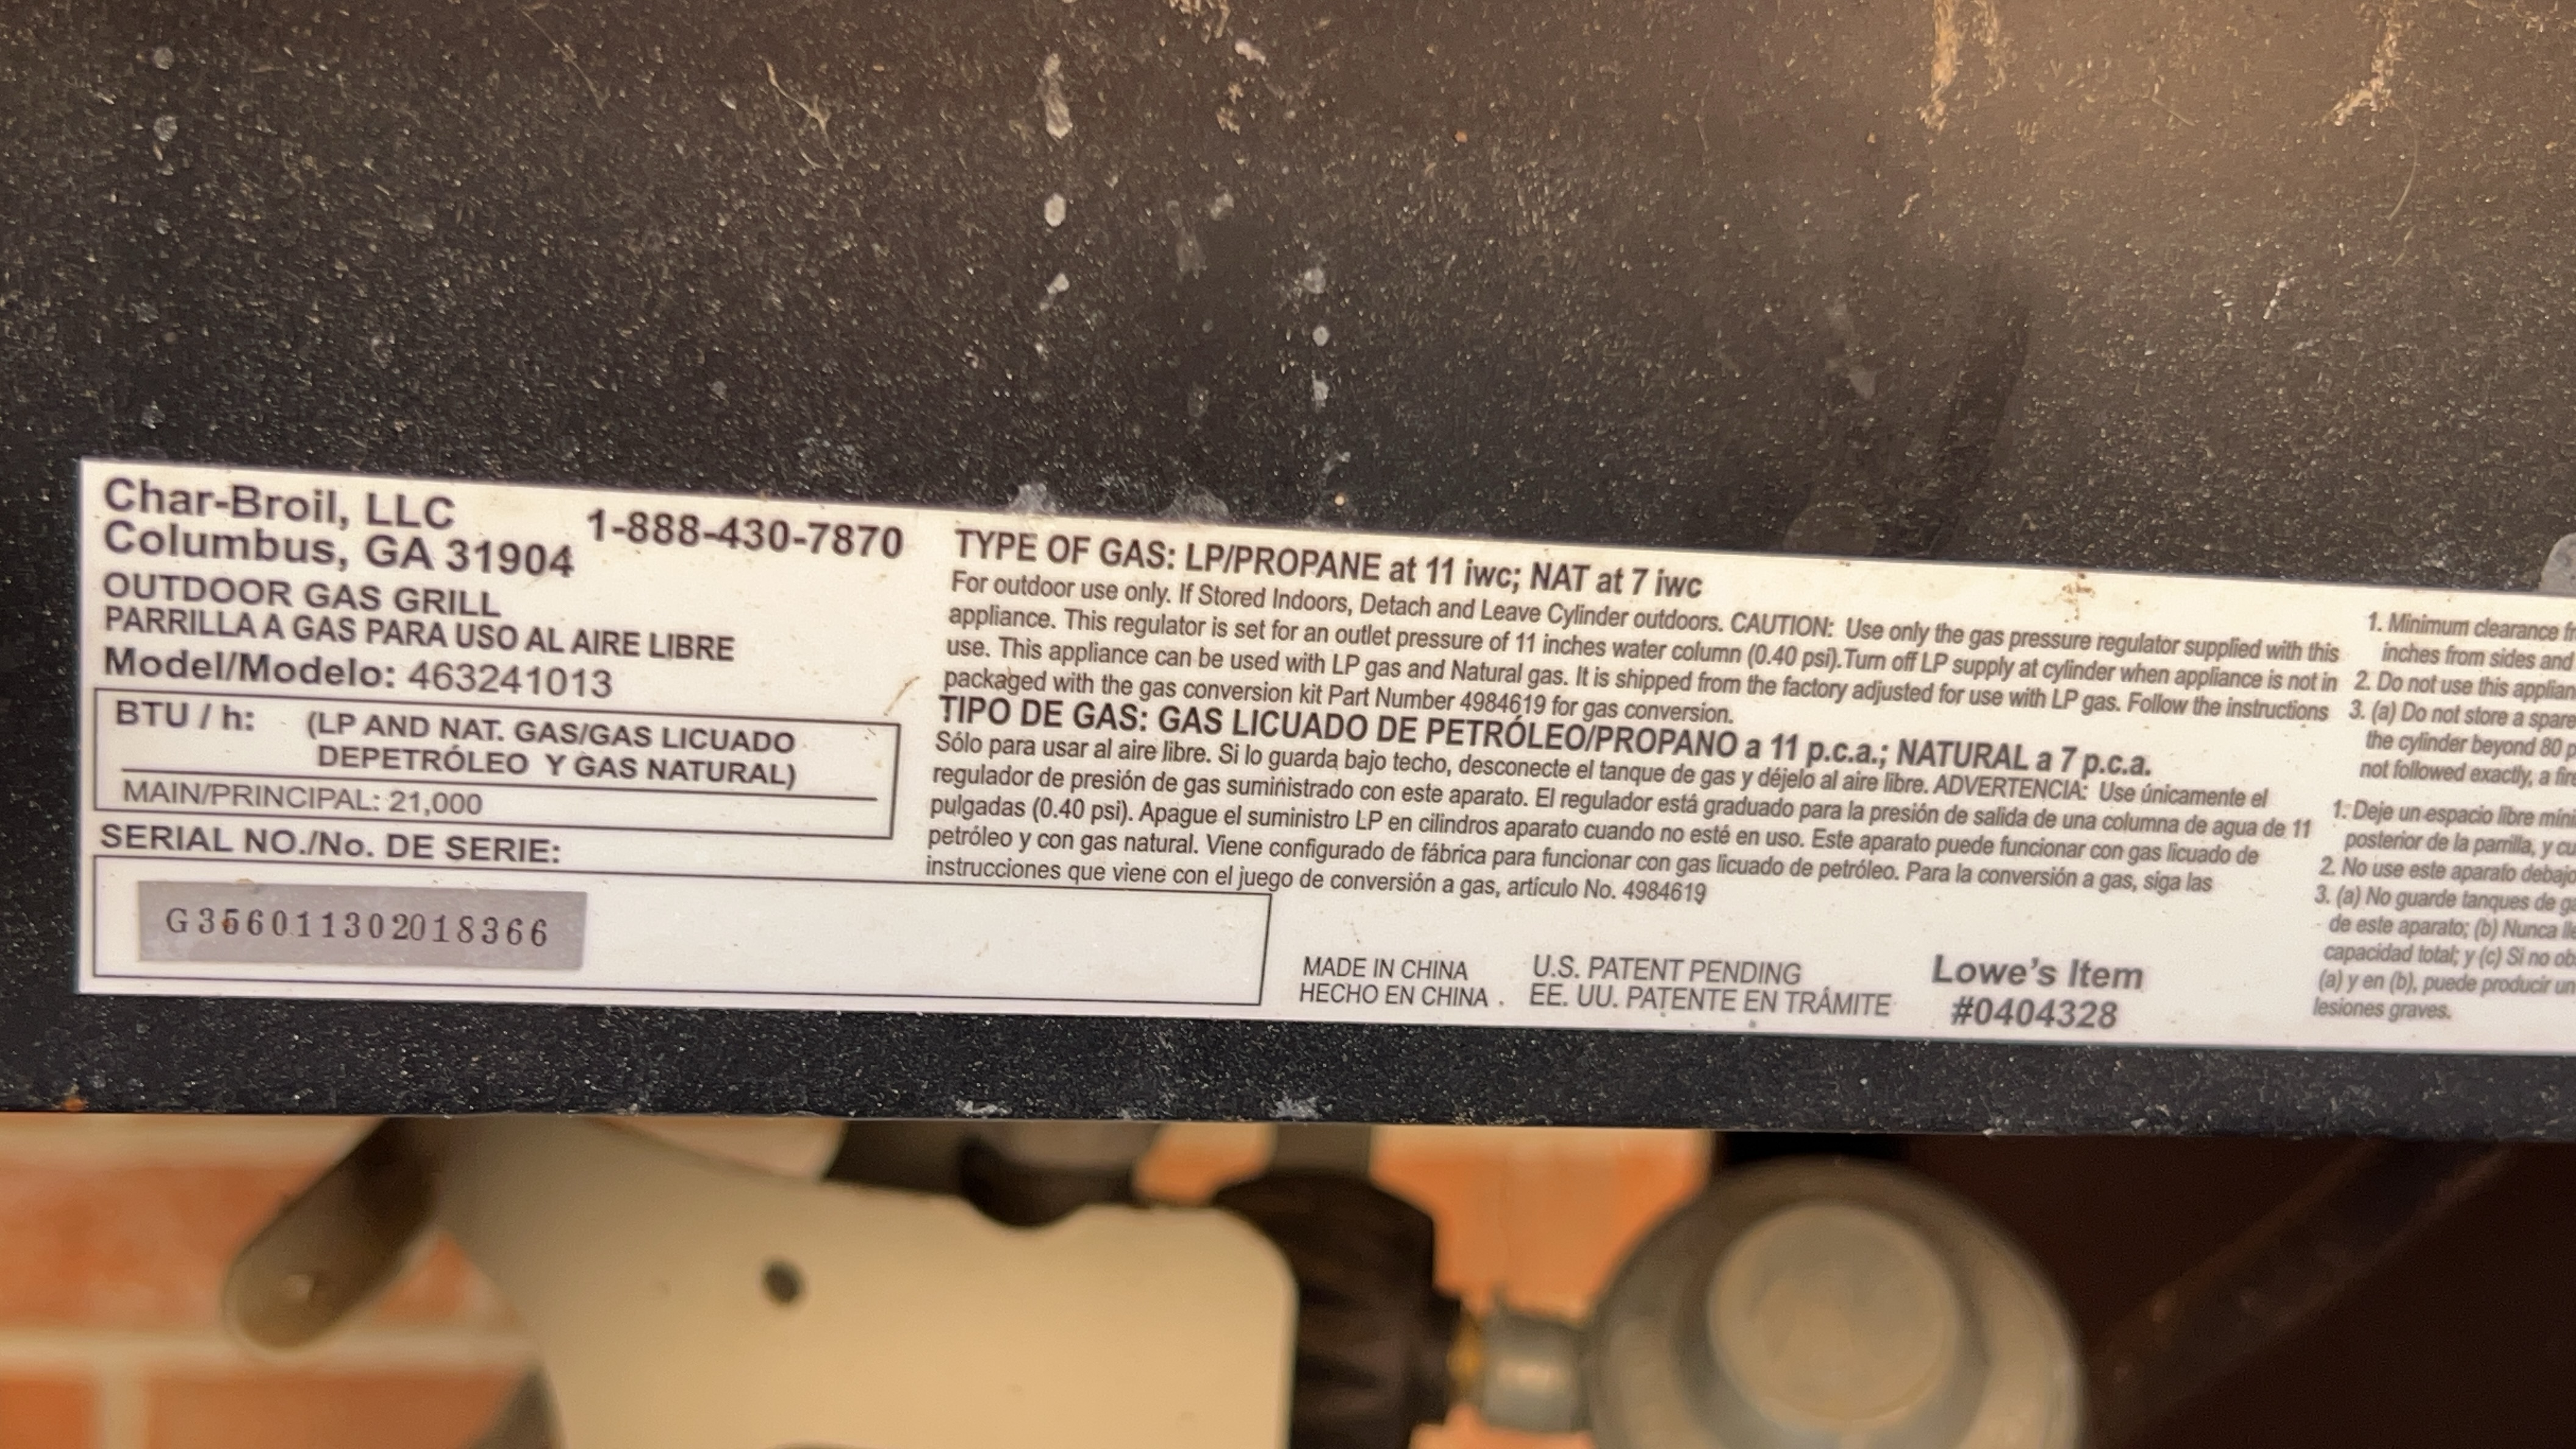 Char-Broil, LLC
Columbus, GA 31904
1-888-430-7870
OUTDOOR GAS GRILL
PARRILLA A GAS PARA USO AL AIRE LIBRE
Model/Modelo: 463241013
BTU / h: (LP AND NAT. GAS/GAS LICUADO
DEPETRÓLEO Y GAS NATURAL)
MAIN/PRINCIPAL: 21,000
SERIAL NO./No. DE SERIE:
G356011302018366
TYPE OF GAS: LP/PROPANE at 11 iwc; NAT at 7 iwc
For outdoor use only. If Stored Indoors, Detach and Leave Cylinder outdoors. CAUTION: Use only the gas pressure regulator supplied with this
appliance. This regulator is set for an outlet pressure of 11 inches water column (0.40 psi).Turn off LP supply at cylinder when appliance is not in
use. This appliance can be used with LP gas and Natural gas. It is shipped from the factory adjusted for use with LP gas. Follow the instructions
packaged with the gas conversion kit Part Number 4984619 for gas conversion.
TIPO DE GAS: GAS LICUADO DE PETRÓLEO/PROPANO a 11 p.c.a.; NATURAL a 7 p.c.a.
Sólo para usar al aire libre. Si lo guarda bajo techo, desconecte el tanque de gas y déjelo al aire libre. ADVERTENCIA: Use únicamente el
regulador de presión de gas suministrado con este aparato. El regulador está graduado para la presión de salida de una columna de agua de 11
pulgadas (0.40 psi). Apague el suministro LP en cilindros aparato cuando no esté en uso. Este aparato puede funcionar con gas licuado de
petróleo y con gas natural. Viene configurado de fábrica para funcionar con gas licuado de petróleo. Para la conversión a gas, siga las
instrucciones que viene con el juego de conversión a gas, artículo No. 4984619
MADE IN CHINA
HECHO EN CHINA .
U.S. PATENT PENDING
EE. UU. PATENTE EN TRÁMITE
Lowe's Item
#0404328
1. Minimum clearance
inches from sides and
2. Do not use this
3. (a) Do not store a spare
the cylinder beyond 80
not followed exactly, a
1. Deje un espacio libre
posterior de la parrilla, y
2. No use este aparato debajo
3. (a) No guarde tanques de
de este aparato; (b) Nunca
capacidad total; y (c) Si no
(a) y en (b), puede producir un
lesiones graves.